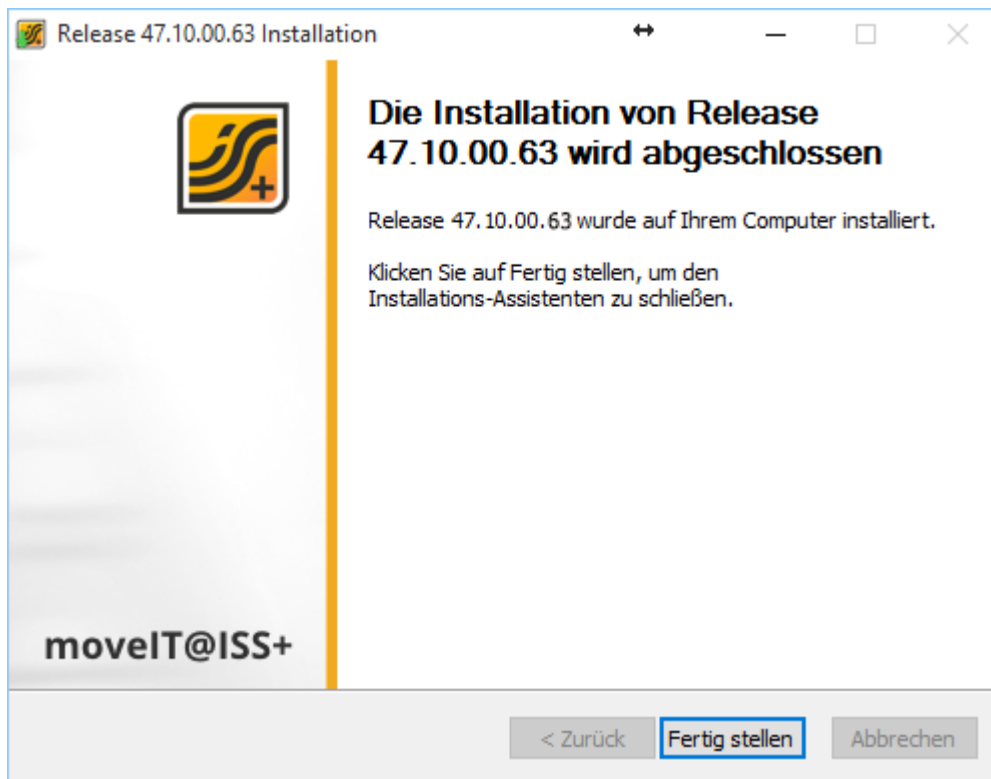 Release 47.10.00.63 Installation
Die Installation von Release
47.10.00.63 wird abgeschlossen
Release 47.10.00.63 wurde auf Ihrem Computer installiert.
Klicken Sie auf Fertig stellen, um den
Installations-Assistenten zu schließen.
moveIT@ISS+
< Zurück
Fertig stellen
Abbrechen